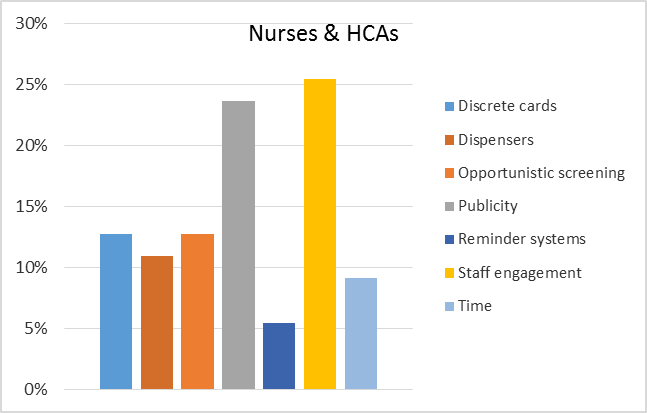 Nurses & HCAs
30%
25%
20%
15%
10%
5%
0%
Discrete cards
Dispensers
Opportunistic screening
Publicity
Reminder systems
Staff engagement
Time